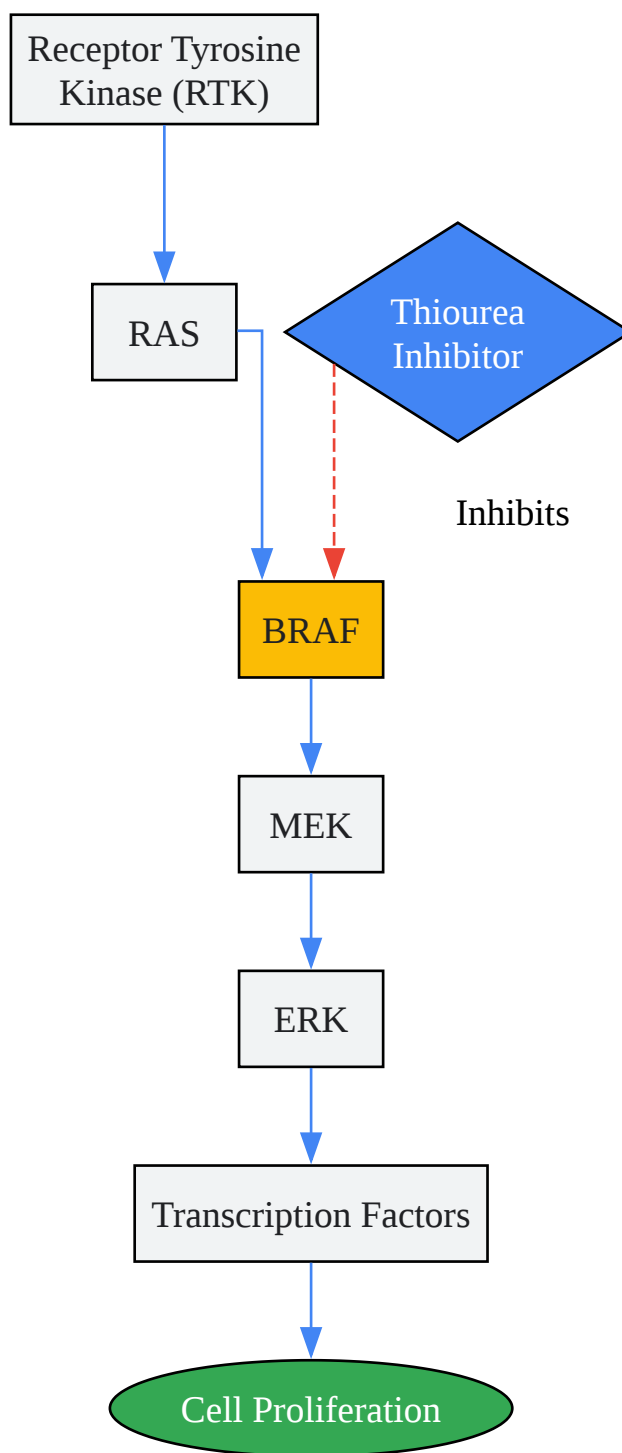 Receptor Tyrosine
Kinase (RTK)
RAS
Thiourea
Inhibitor
Inhibits
BRAF
MEK
ERK
Transcription Factors
Cell Proliferation